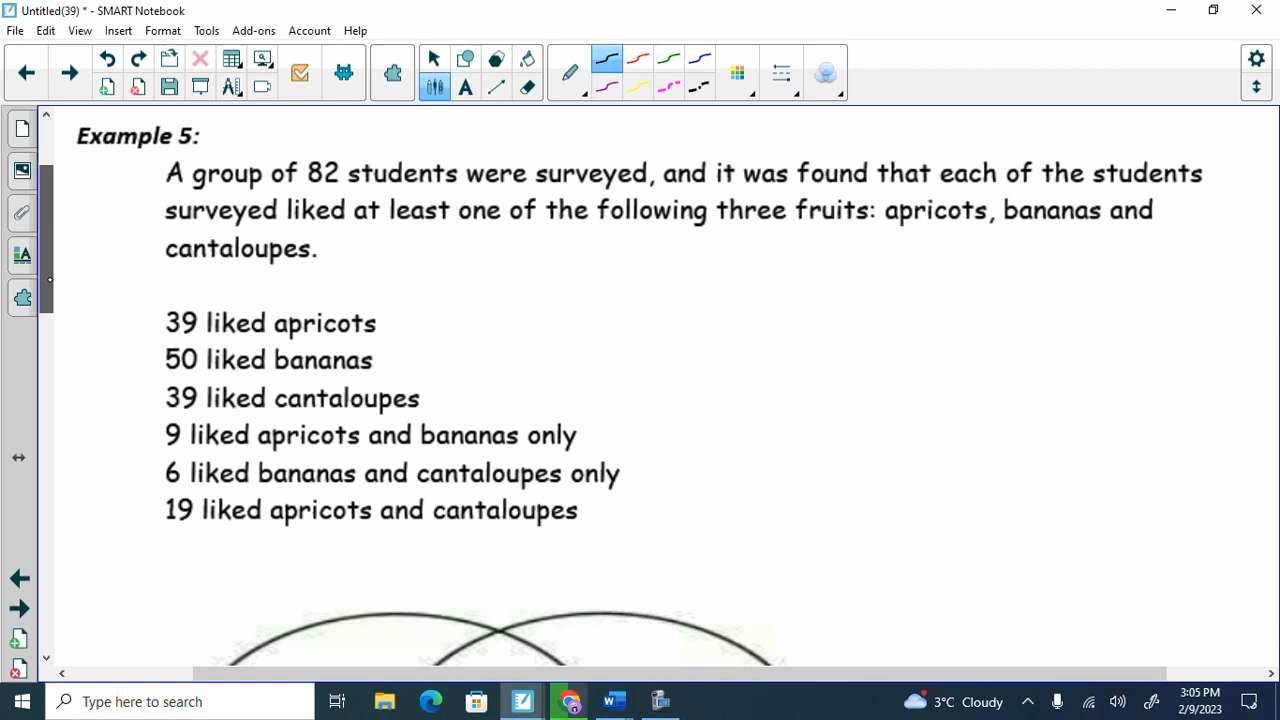 Untitled(39) * - SMART Notebook
File Edit View Insert Format Tools Add-ons Account Help
Example 5:
A group of 82 students were surveyed, and it was found that each of the students
surveyed liked at least one of the following three fruits: apricots, bananas and
cantaloupes.
39 liked apricots
50 liked bananas
39 liked cantaloupes
9 liked apricots and bananas only
6 liked bananas and cantaloupes only
19 liked apricots and cantaloupes
Type here to search
3°C Cloudy
3:05 PM
2/9/2023